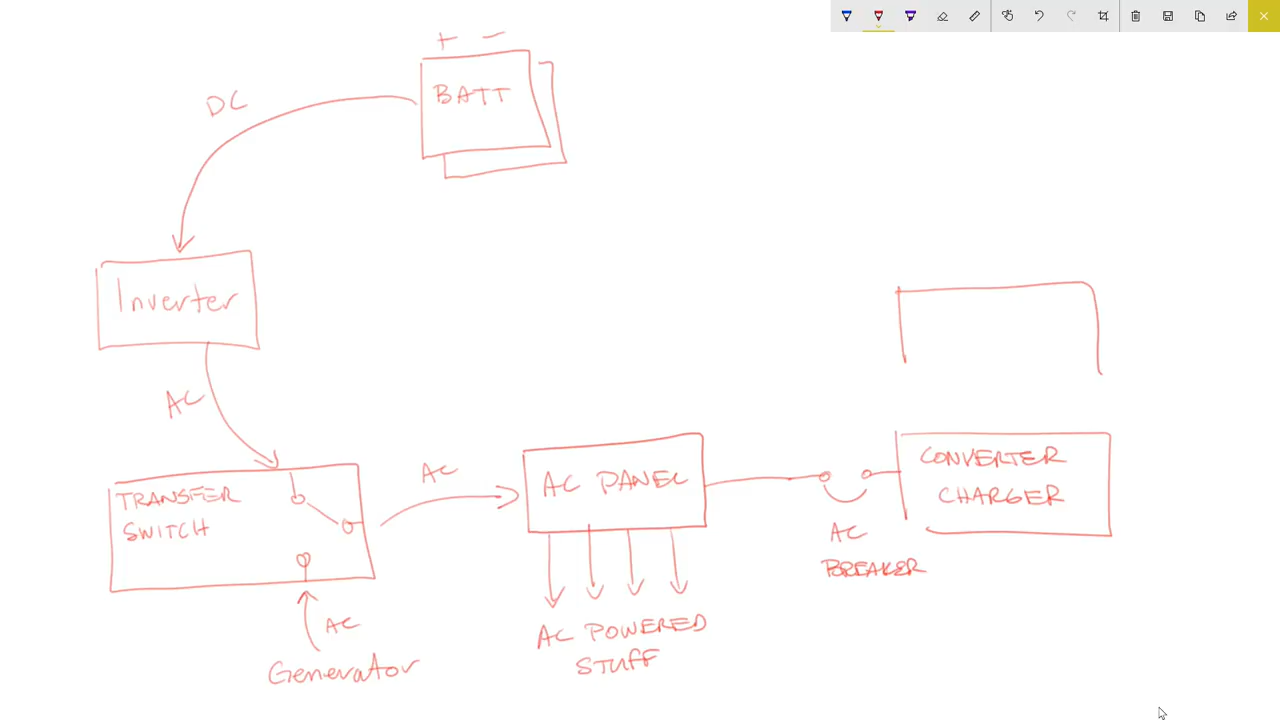 + −
BATT
DC
Inverter
AC
TRANSFER
SWITCH
AC
Generator
AC
AC PANEL
AC POWERED
STUFF
AC
BREAKER
CONVERTER
CHARGER